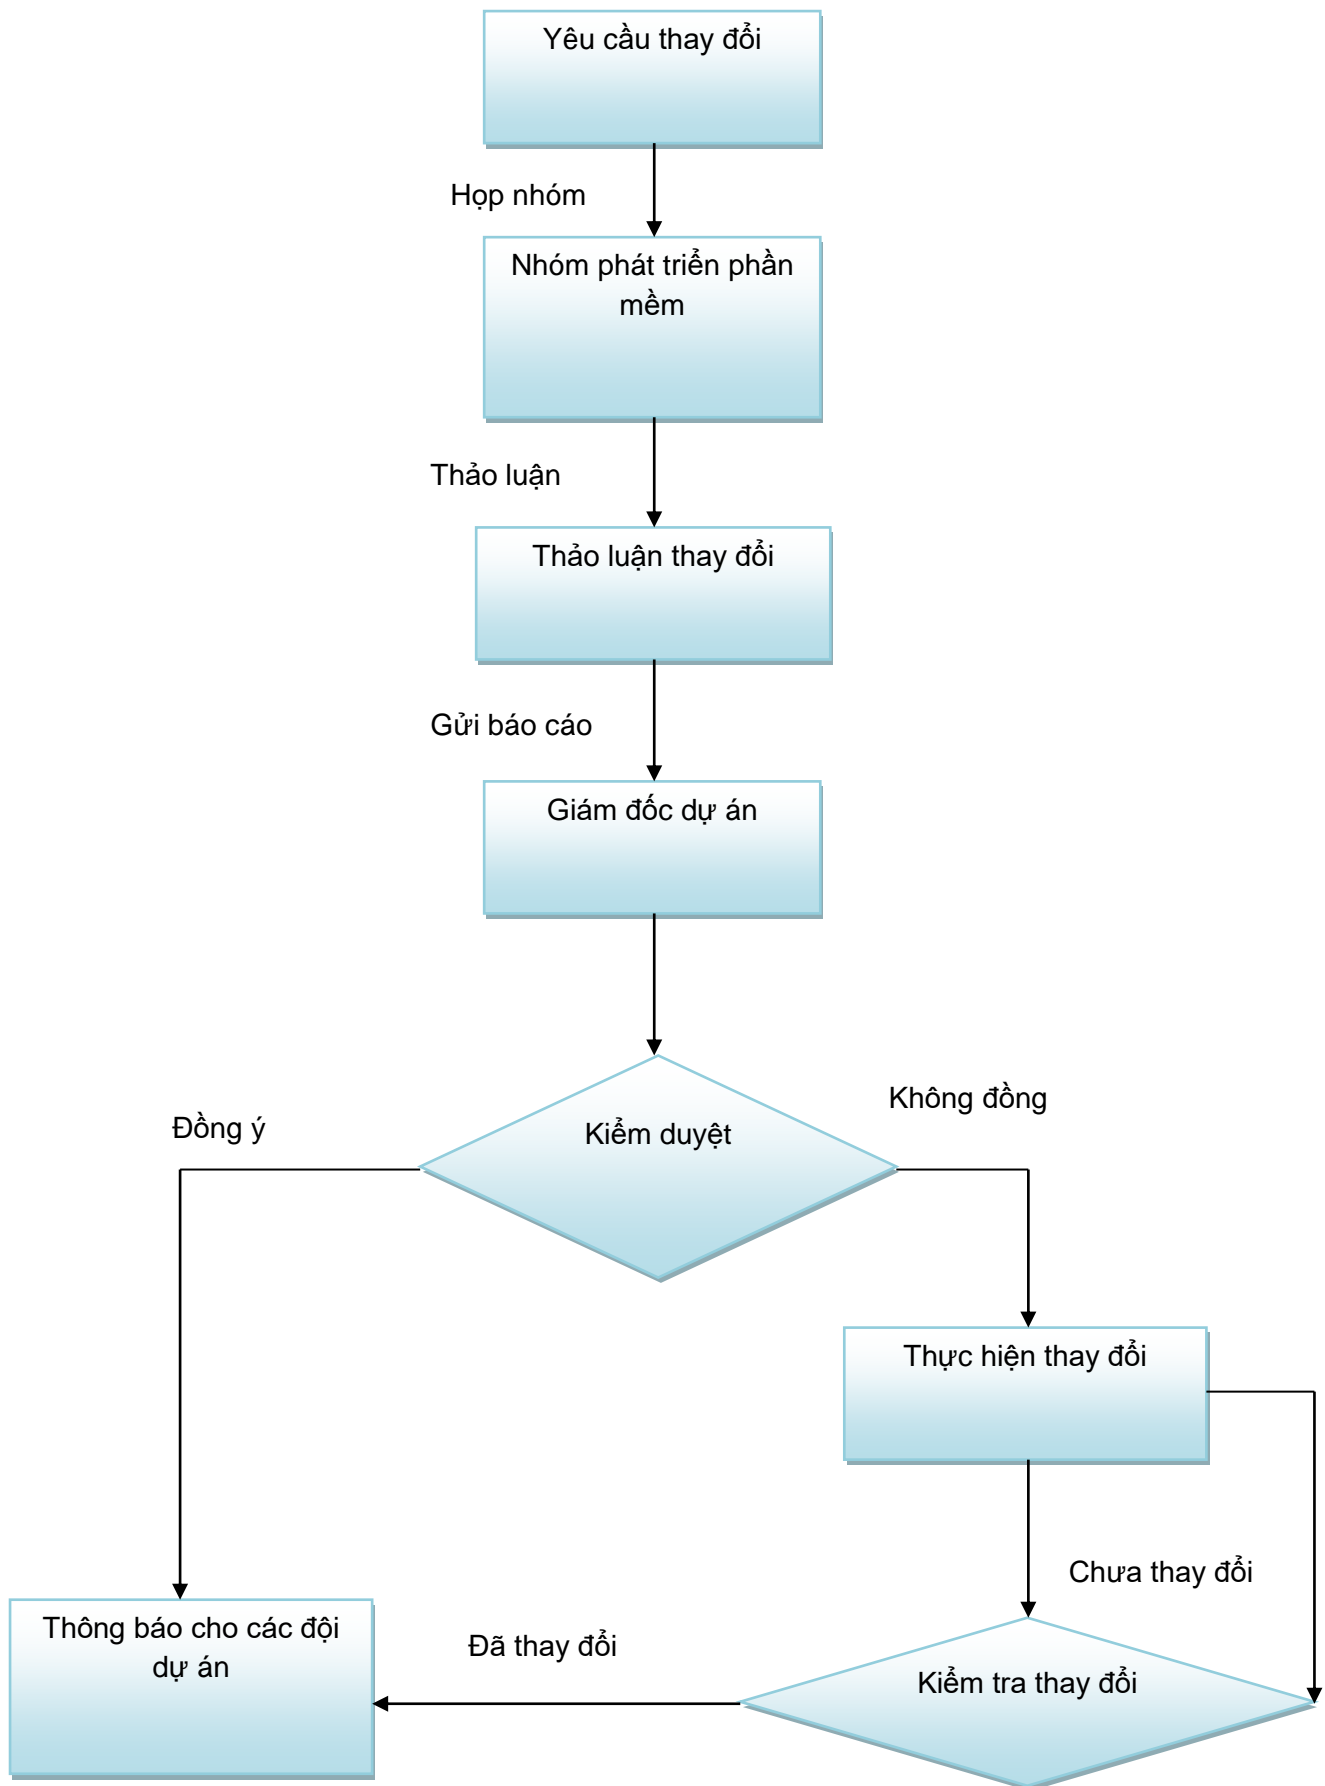 Yêu cầu thay đổi
Họp nhóm
Nhóm phát triển phần
mềm
Thảo luận
Thảo luận thay đổi
Gửi báo cáo
Giám đốc dự án
Không đồng
Đồng ý
Kiểm duyệt
Thực hiện thay đổi
Chưa thay đổi
Thông báo cho các đội
dự án
Đã thay đổi
Kiểm tra thay đổi